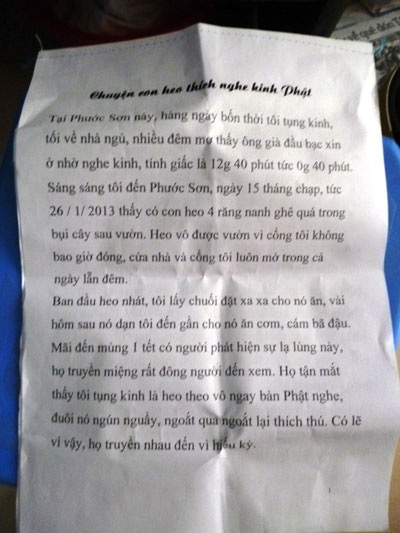 Chuyện con heo thích nghe kinh Phật
Tại Phước Sơn này, hàng ngày bốn thời tôi tụng kinh,
tối về nhà ngủ, nhiều đêm mơ thấy ông già đầu bạc xin
ở nhờ nghe kinh, tỉnh giấc là 12g 40 phút tức 0g 40 phút.
Sáng sáng tôi đến Phước Sơn, ngày 15 tháng chạp, tức
26 / 1/ 2013 thấy có con heo 4 răng nanh ghê quá trong
bụi cây sau vườn. Heo vô được vườn vì cổng tôi không
bao giờ đóng, cửa nhà và cổng tôi luôn mở trong cả
ngày lẫn đêm.
Ban đầu heo nhát, tôi lấy chuối đặt xa xa cho nó ăn, vài
hôm sau nó dạn tôi đến gần cho nó ăn cơm, cám bã đậu.
Mãi đến mùng 1 tết có người phát hiện sự lạ lùng này,
họ truyền miệng rất đông người đến xem. Họ tận mắt
thấy tôi tụng kinh là heo theo vô ngay bàn Phật nghe,
đuôi nó ngún nguẩy, ngoắt qua ngoắt lại thích thú. Có lẽ
vì vậy, họ truyền nhau đến vì hiếu kỳ.
1